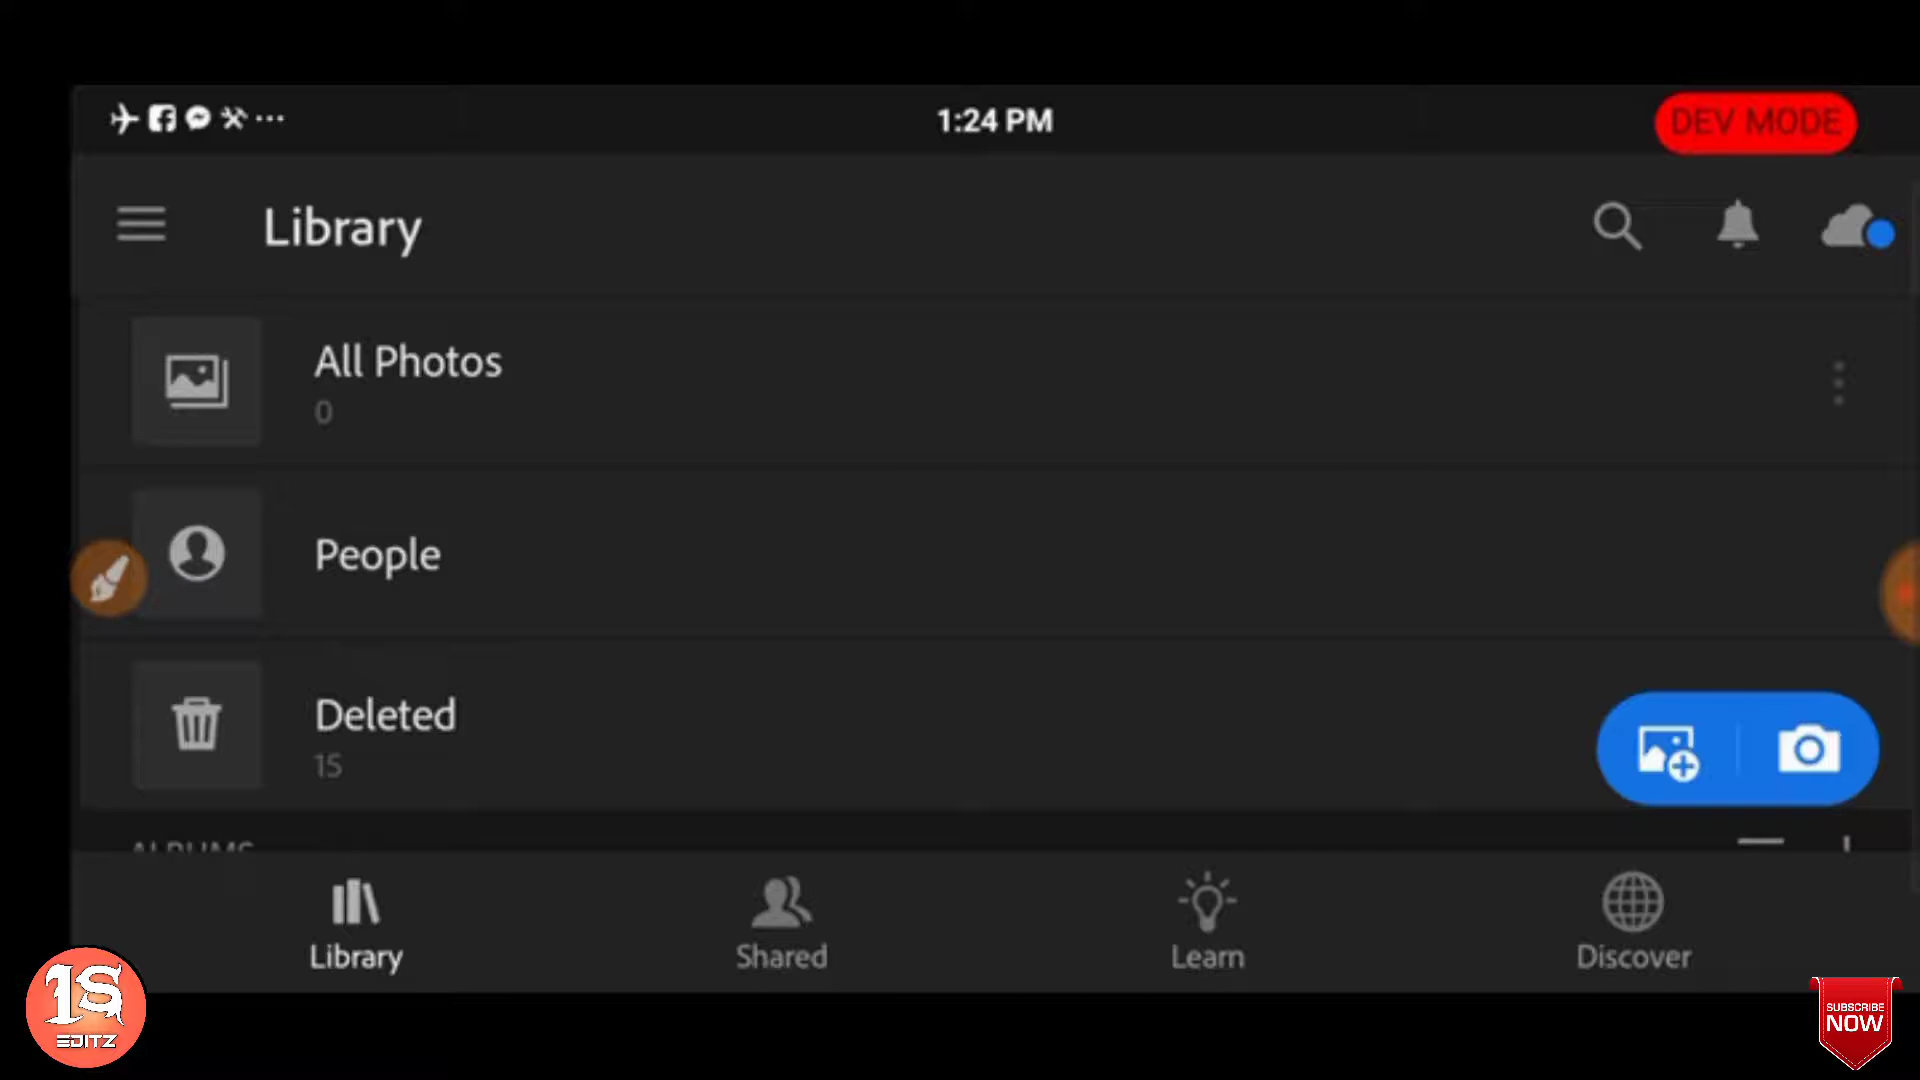 1:24 PM
DEV MODE
Library
All Photos
0
People
Deleted
15
ALBUMS
Library
Shared
Learn
Discover
1S
EDITZ
SUBSCRIBE
NOW